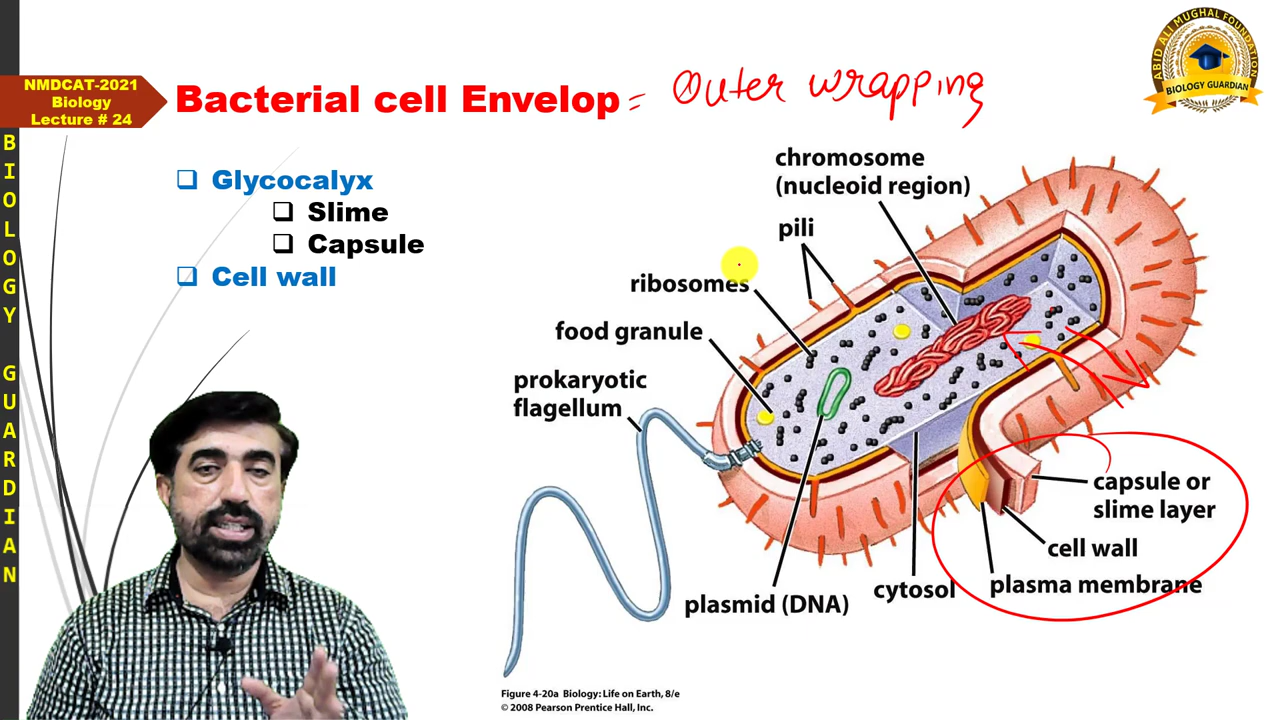 NMDCAT-2021
Biology
Lecture # 24
Bacterial cell Envelop = Outer wrapping
ABID ALI MUGHAL FOUNDATION
BIOLOGY GUARDIAN
BIOLOGY GUARDIAN
❑ Glycocalyx
❑ Slime
❑ Capsule
❑ Cell wall
chromosome
(nucleoid region)
pili
ribosomes
food granule
prokaryotic
flagellum
capsule or
slime layer
cell wall
plasma membrane
cytosol
plasmid (DNA)
Figure 4-20a Biology: Life on Earth, 8/e
© 2008 Pearson Prentice Hall, Inc.